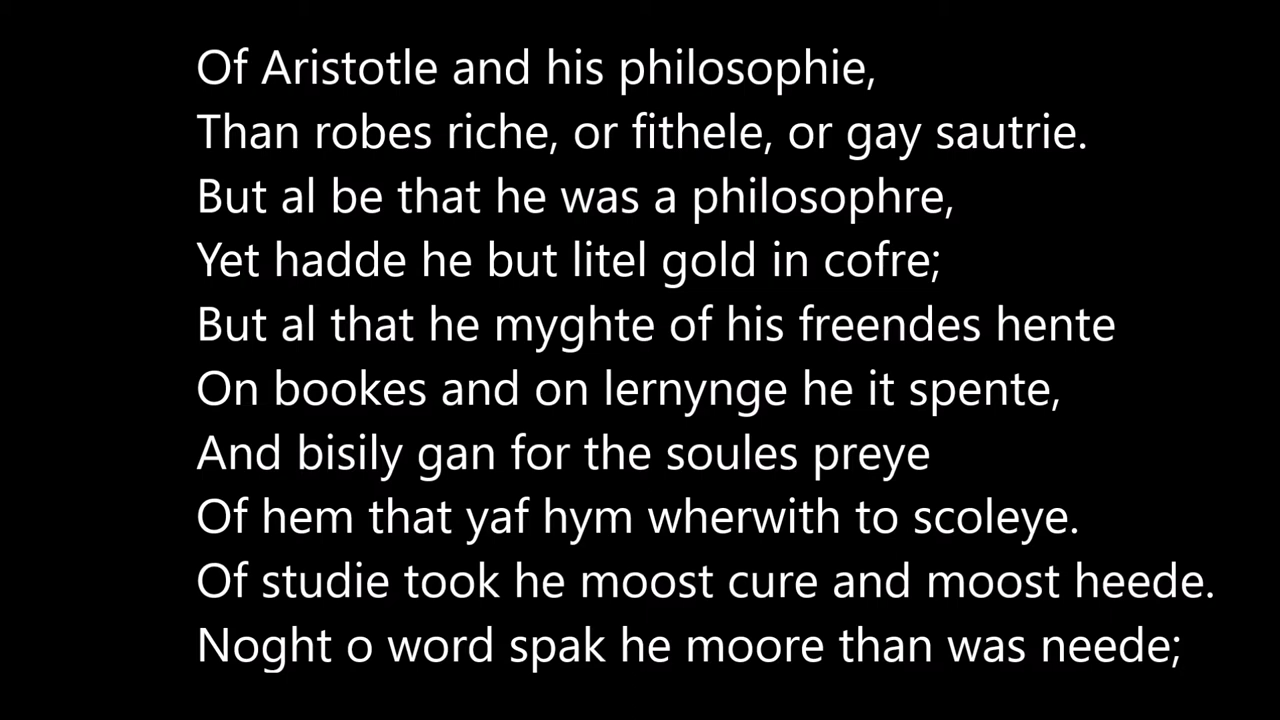 Of Aristotle and his philosophie,
Than robes riche, or fithele, or gay sautrie.
But al be that he was a philosophre,
Yet hadde he but litel gold in cofre;
But al that he myghte of his freendes hente
On bookes and on lernynge he it spente,
And bisily gan for the soules preye
Of hem that yaf hym wherwith to scoleye.
Of studie took he moost cure and moost heede.
Noght o word spak he moore than was neede;